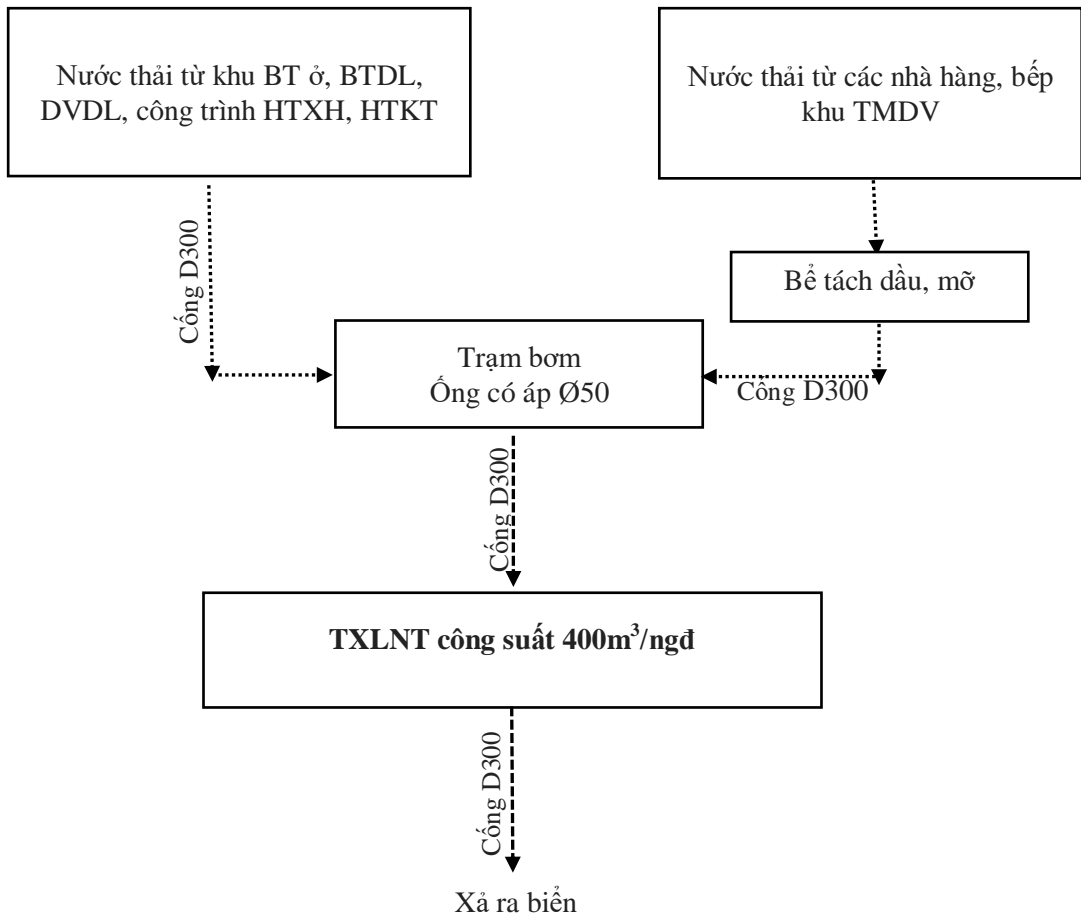 Nước thải từ khu BT ở, BTDL,
DVDL, công trình HTXH, HTKT
Nước thải từ các nhà hàng, bếp
khu TMDV
Cống D300
Bể tách dầu, mỡ
Trạm bơm
Ống có áp Ø50
Cống D300
Cống D300
TXLNT công suất 400m³/ngđ
Cống D300
Xả ra biển